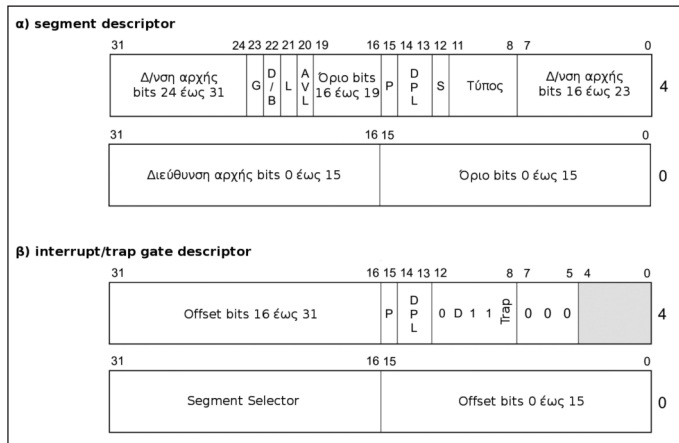 α) segment descriptor
31 24 23 22 21 20 19 16 15 14 13 12 11 8 7 0
Δ/νση αρχής
bits 24 έως 31
G
D
/
B
L
A
V
L
Όριο bits
16 έως 19
P
D
P
L
S
Τύπος
Δ/νση αρχής
bits 16 έως 23
4
31 16 15 0
Διεύθυνση αρχής bits 0 έως 15
Όριο bits 0 έως 15
0
β) interrupt/trap gate descriptor
31 16 15 14 13 12 8 7 5 4 0
Offset bits 16 έως 31
P
D
P
L
0 D 1 1 Trap
0 0 0
4
31 16 15 0
Segment Selector
Offset bits 0 έως 15
0